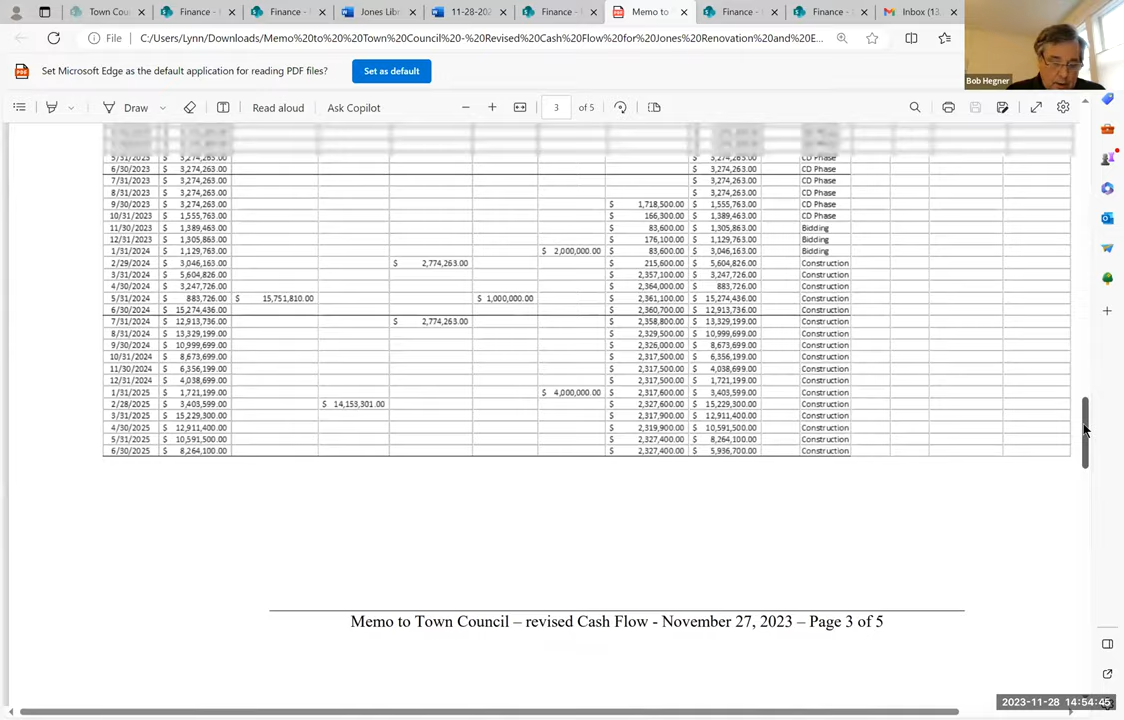 Town Cou
Finance -
Finance -
Jones Libr
11-28-202
Finance -
Memo to
Finance -
Finance -
Inbox (13
File C:/Users/Lynn/Downloads/Memo%20to%20%20Town%20Council%20-%20Revised%20Cash%20Flow%20for%20Jones%20Renovation%20and%20E...
Bob Hegner
Set Microsoft Edge as the default application for reading PDF files? Set as default
Draw Read aloud Ask Copilot 3 of 5
5/31/2023 $ 3,274,263.00 $ 3,274,263.00 CD Phase
6/30/2023 $ 3,274,263.00 $ 3,274,263.00 CD Phase
7/31/2023 $ 3,274,263.00 $ 3,274,263.00 CD Phase
8/31/2023 $ 3,274,263.00 $ 3,274,263.00 CD Phase
9/30/2023 $ 3,274,263.00 $ 1,718,500.00 $ 1,555,763.00 CD Phase
10/31/2023 $ 1,555,763.00 $ 166,300.00 $ 1,389,463.00 CD Phase
11/30/2023 $ 1,389,463.00 $ 83,600.00 $ 1,305,863.00 Bidding
12/31/2023 $ 1,305,863.00 $ 176,100.00 $ 1,129,763.00 Bidding
1/31/2024 $ 1,129,763.00 $ 2,000,000.00 $ 83,600.00 $ 3,046,163.00 Bidding
2/29/2024 $ 3,046,163.00 $ 2,774,263.00 $ 215,600.00 $ 5,604,826.00 Construction
3/31/2024 $ 5,604,826.00 $ 2,357,100.00 $ 3,247,726.00 Construction
4/30/2024 $ 3,247,726.00 $ 2,364,000.00 $ 883,726.00 Construction
5/31/2024 $ 883,726.00 $ 15,751,810.00 $ 1,000,000.00 $ 2,361,100.00 $ 15,274,436.00 Construction
6/30/2024 $ 15,274,436.00 $ 2,360,700.00 $ 12,913,736.00 Construction
7/31/2024 $ 12,913,736.00 $ 2,774,263.00 $ 2,358,800.00 $ 13,329,199.00 Construction
8/31/2024 $ 13,329,199.00 $ 2,329,500.00 $ 10,999,699.00 Construction
9/30/2024 $ 10,999,699.00 $ 2,326,000.00 $ 8,673,699.00 Construction
10/31/2024 $ 8,673,699.00 $ 2,317,500.00 $ 6,356,199.00 Construction
11/30/2024 $ 6,356,199.00 $ 2,317,500.00 $ 4,038,699.00 Construction
12/31/2024 $ 4,038,699.00 $ 2,317,500.00 $ 1,721,199.00 Construction
1/31/2025 $ 1,721,199.00 $ 4,000,000.00 $ 2,317,600.00 $ 3,403,599.00 Construction
2/28/2025 $ 3,403,599.00 $ 14,153,301.00 $ 2,327,600.00 $ 15,229,300.00 Construction
3/31/2025 $ 15,229,300.00 $ 2,317,900.00 $ 12,911,400.00 Construction
4/30/2025 $ 12,911,400.00 $ 2,319,900.00 $ 10,591,500.00 Construction
5/31/2025 $ 10,591,500.00 $ 2,327,400.00 $ 8,264,100.00 Construction
6/30/2025 $ 8,264,100.00 $ 2,327,400.00 $ 5,936,700.00 Construction
Memo to Town Council – revised Cash Flow - November 27, 2023 – Page 3 of 5
2023-11-28 14:54:45